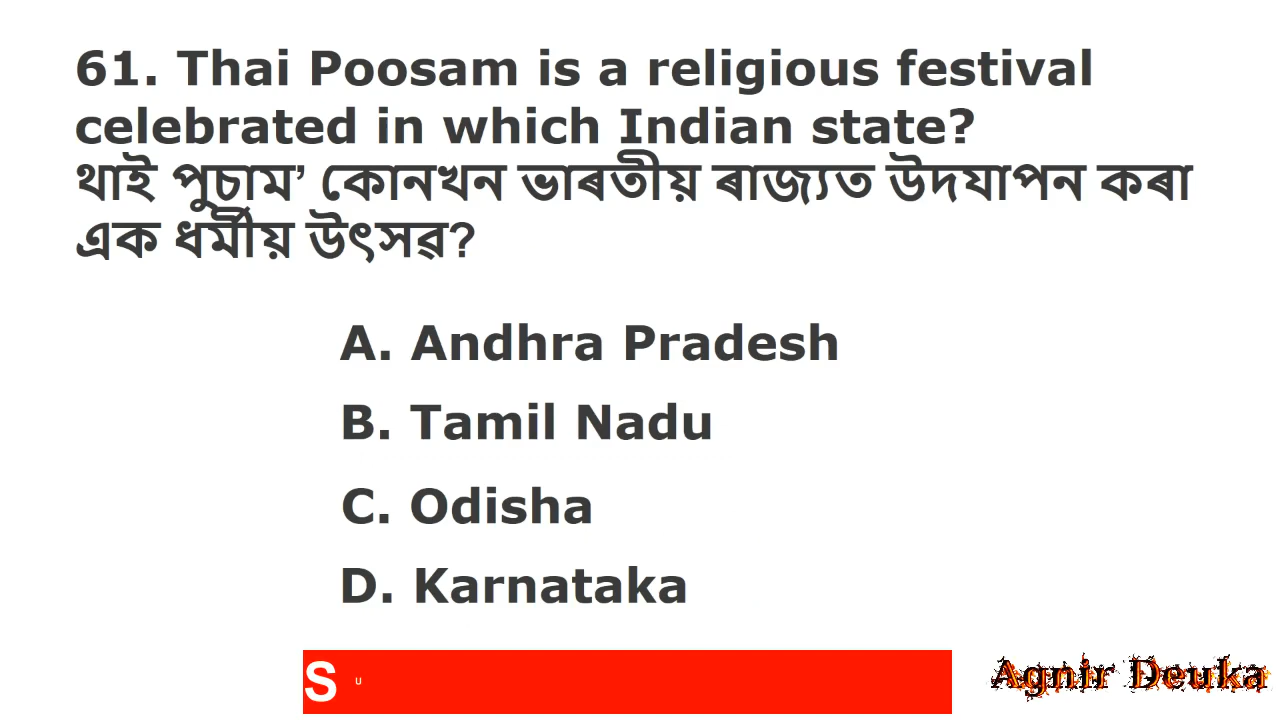 61. Thai Poosam is a religious festival
celebrated in which Indian state?
থাই পুচাম’ কোনখন ভাৰতীয় ৰাজ্যত উদযাপন কৰা
এক ধৰ্মীয় উৎসৱ?
A. Andhra Pradesh
B. Tamil Nadu
C. Odisha
D. Karnataka
S U
Agnir Deuka